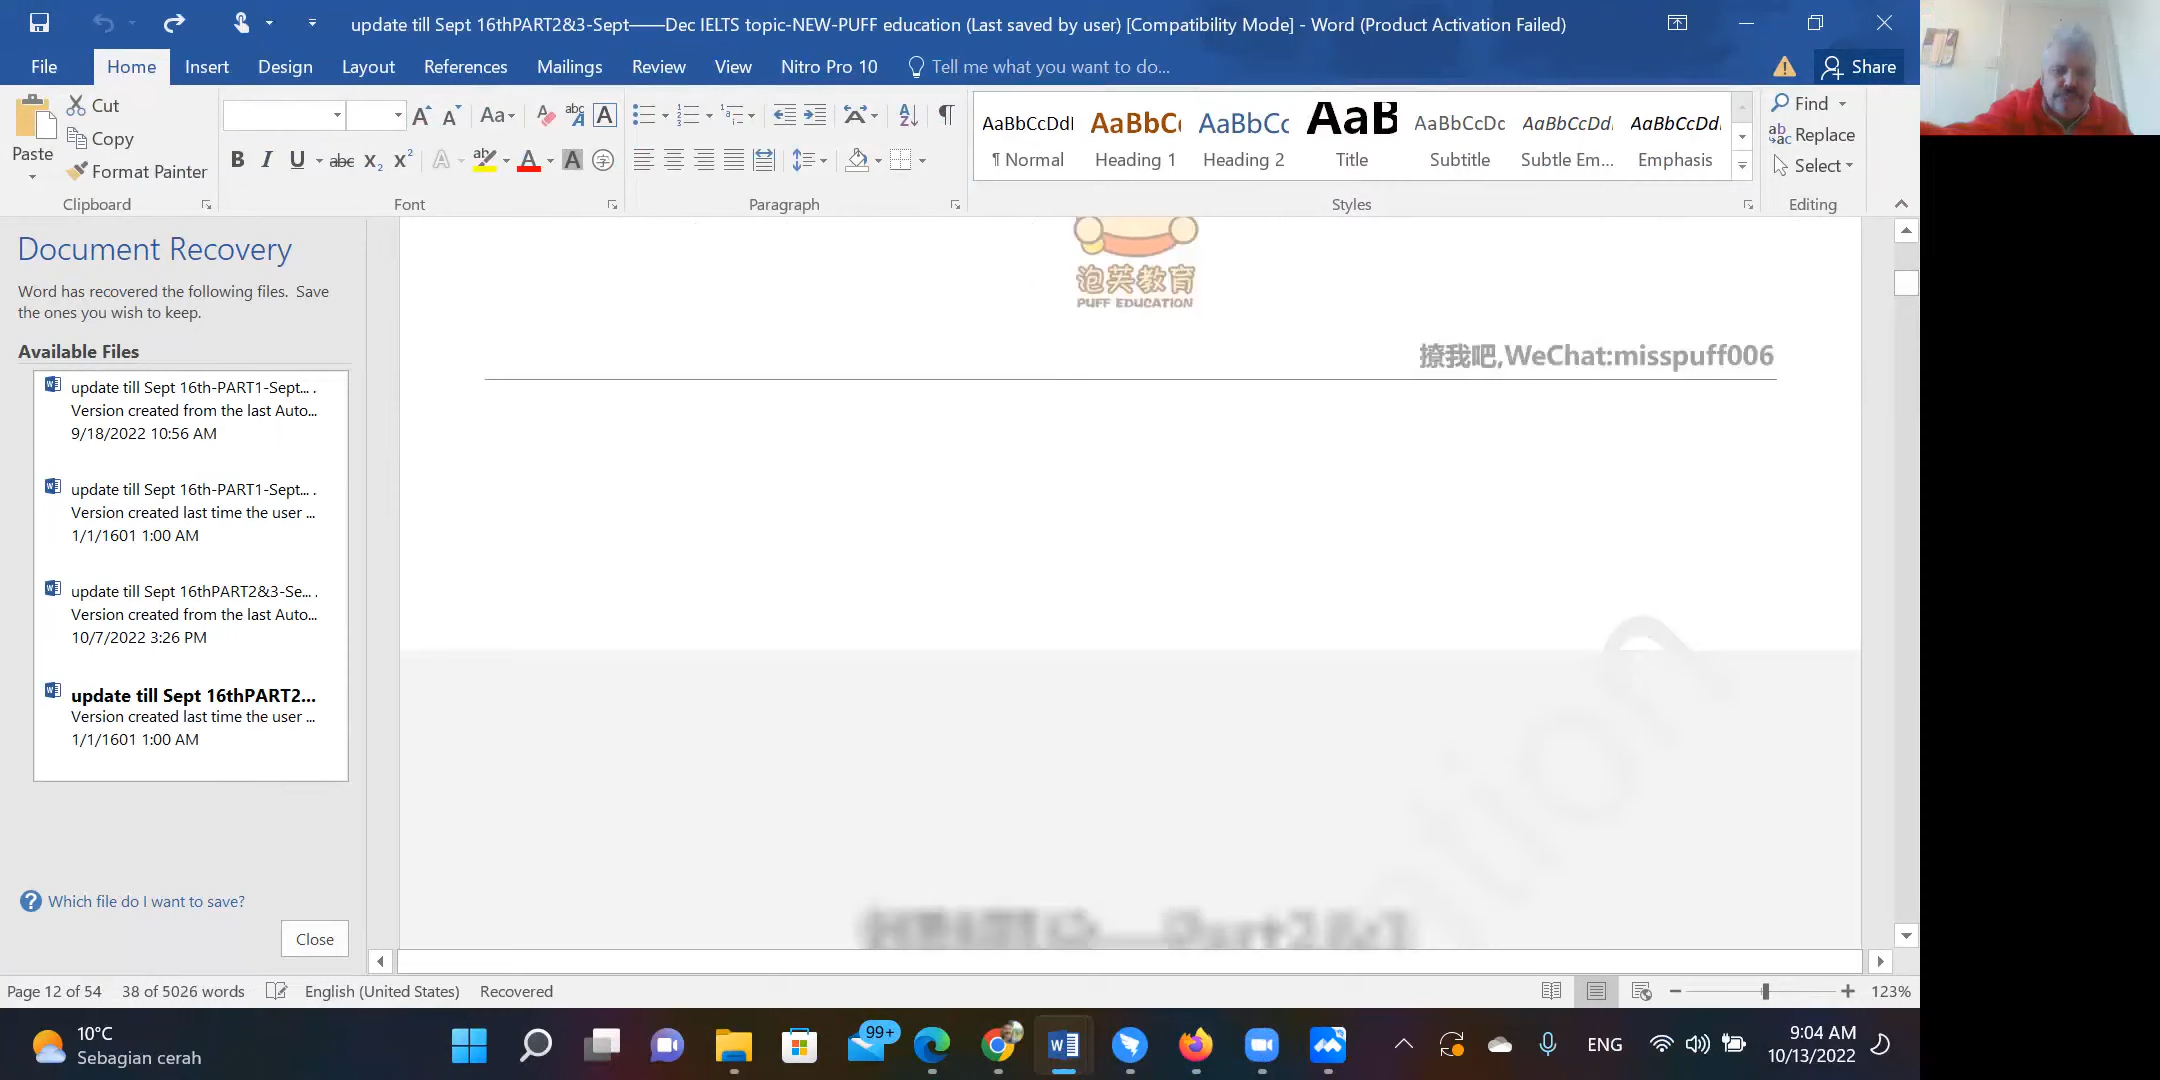 update till Sept 16thPART2&3-Sept——Dec IELTS topic-NEW-PUFF education (Last saved by user) [Compatibility Mode] - Word (Product Activation Failed)
File Home Insert Design Layout References Mailings Review View Nitro Pro 10 Tell me what you want to do... Share
Paste
Cut
Copy
Format Painter
Clipboard
Font
Paragraph
AaBbCcDdI AaBbCc AaBbCc AaB AaBbCcDc AaBbCcDd. AaBbCcDd.
¶ Normal Heading 1 Heading 2 Title Subtitle Subtle Em... Emphasis
Styles
Find
Replace
Select
Editing
Document Recovery
Word has recovered the following files. Save
the ones you wish to keep.
Available Files
update till Sept 16th-PART1-Sept... .
Version created from the last Auto...
9/18/2022 10:56 AM
update till Sept 16th-PART1-Sept... .
Version created last time the user ...
1/1/1601 1:00 AM
update till Sept 16thPART2&3-Se... .
Version created from the last Auto...
10/7/2022 3:26 PM
update till Sept 16thPART2...
Version created last time the user ...
1/1/1601 1:00 AM
Which file do I want to save?
Close
泡芙教育
PUFF EDUCATION
撩我吧,WeChat:misspuff006
Page 12 of 54 38 of 5026 words English (United States) Recovered 123%
10°C
Sebagian cerah
99+
ENG
9:04 AM
10/13/2022